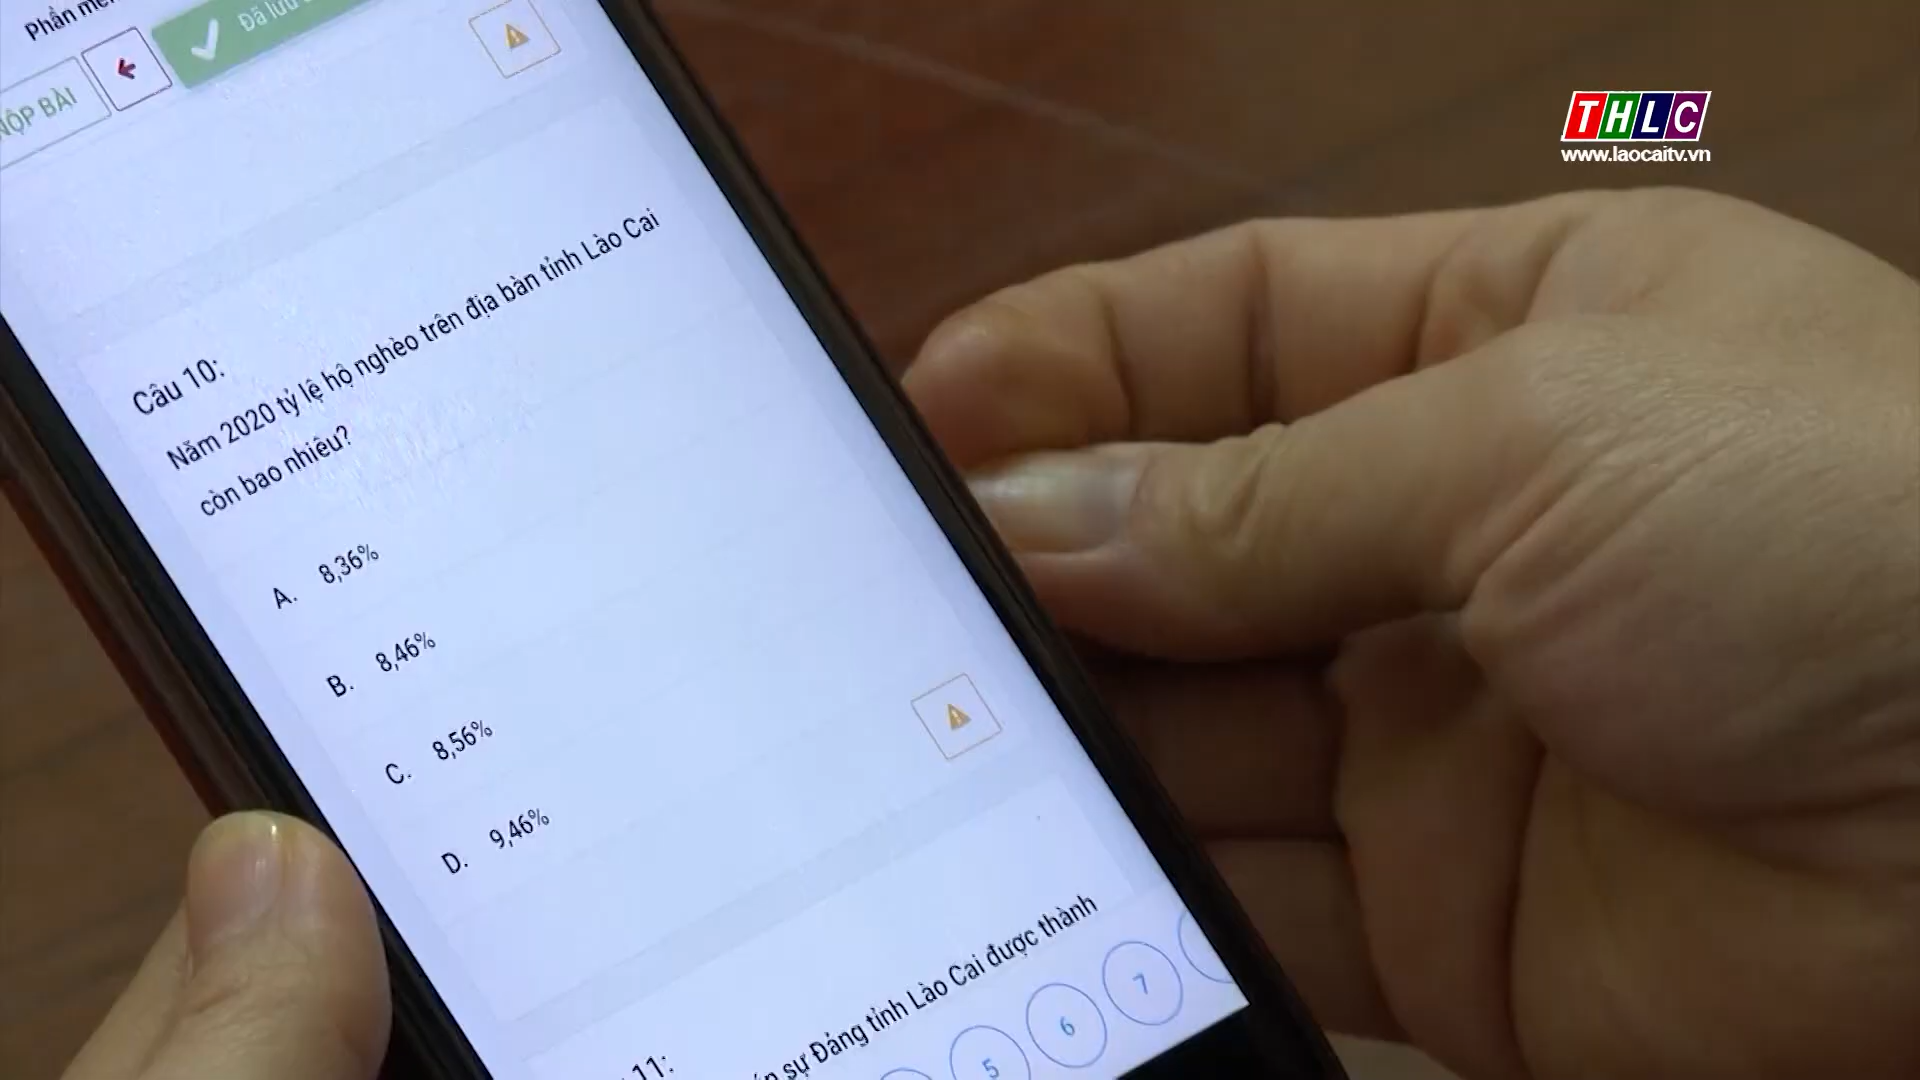 Phần
NỘP BÀI
Đã lưu
THLC
www.laocaitv.vn
Câu 10:
Năm 2020 tỷ lệ hộ nghèo trên địa bàn tỉnh Lào Cai
còn bao nhiêu?
A. 8,36%
B. 8,46%
C. 8,56%
D. 9,46%
11:
sự Đảng tỉnh Lào Cai được thành
5 6 7